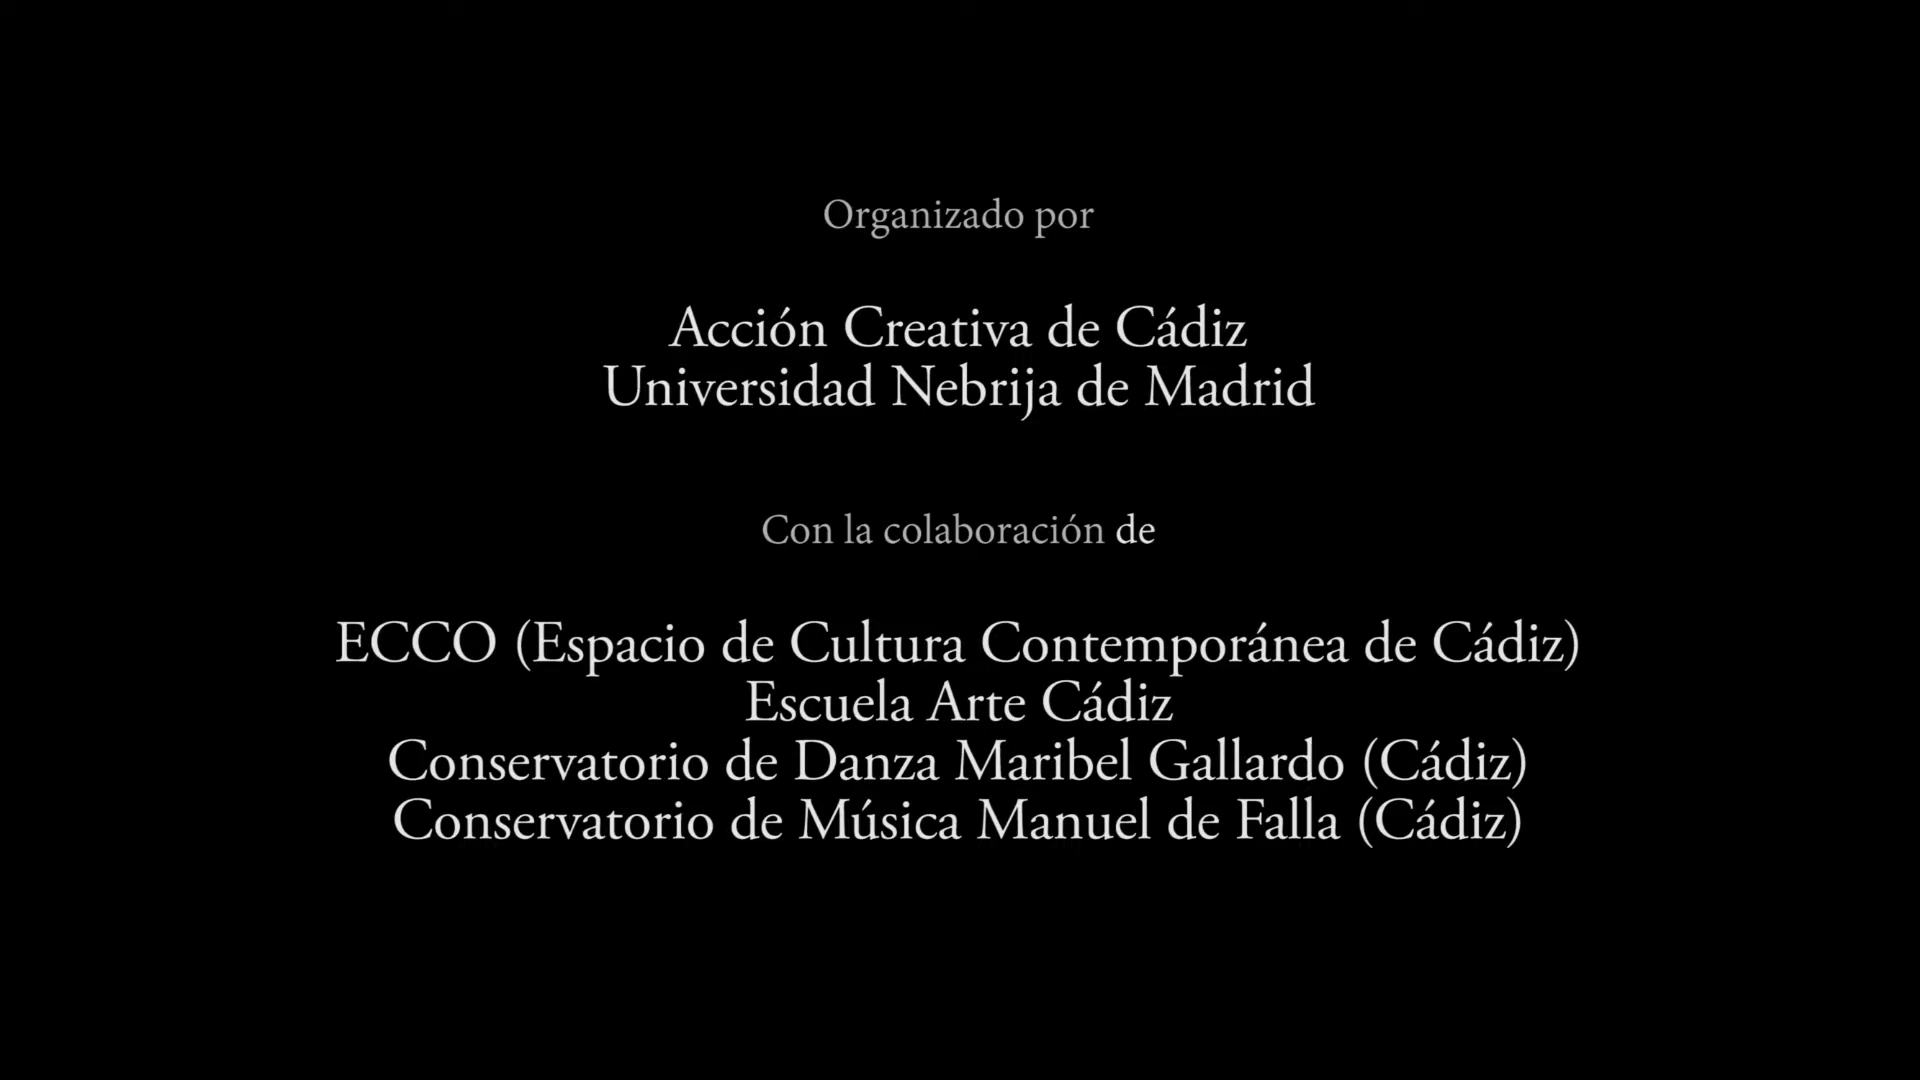 Organizado por
Acción Creativa de Cádiz
Universidad Nebrija de Madrid
Con la colaboración de
ECCO (Espacio de Cultura Contemporánea de Cádiz)
Escuela Arte Cádiz
Conservatorio de Danza Maribel Gallardo (Cádiz)
Conservatorio de Música Manuel de Falla (Cádiz)